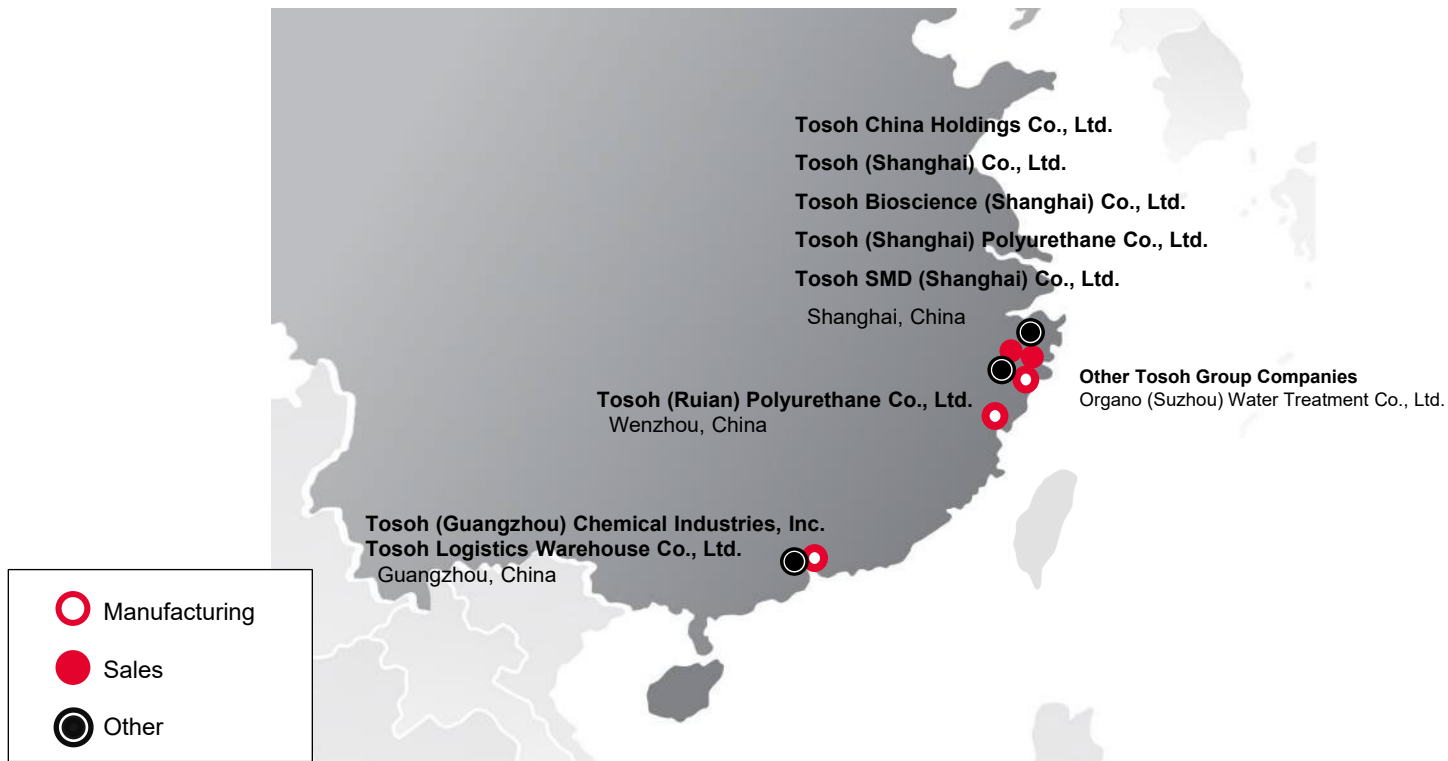 Tosoh China Holdings Co., Ltd.
Tosoh (Shanghai) Co., Ltd.
Tosoh Bioscience (Shanghai) Co., Ltd.
Tosoh (Shanghai) Polyurethane Co., Ltd.
Tosoh SMD (Shanghai) Co., Ltd.
Shanghai, China
Other Tosoh Group Companies
Organo (Suzhou) Water Treatment Co., Ltd.
Tosoh (Ruian) Polyurethane Co., Ltd.
Wenzhou, China
Tosoh (Guangzhou) Chemical Industries, Inc.
Tosoh Logistics Warehouse Co., Ltd.
Guangzhou, China
Manufacturing
Sales
Other